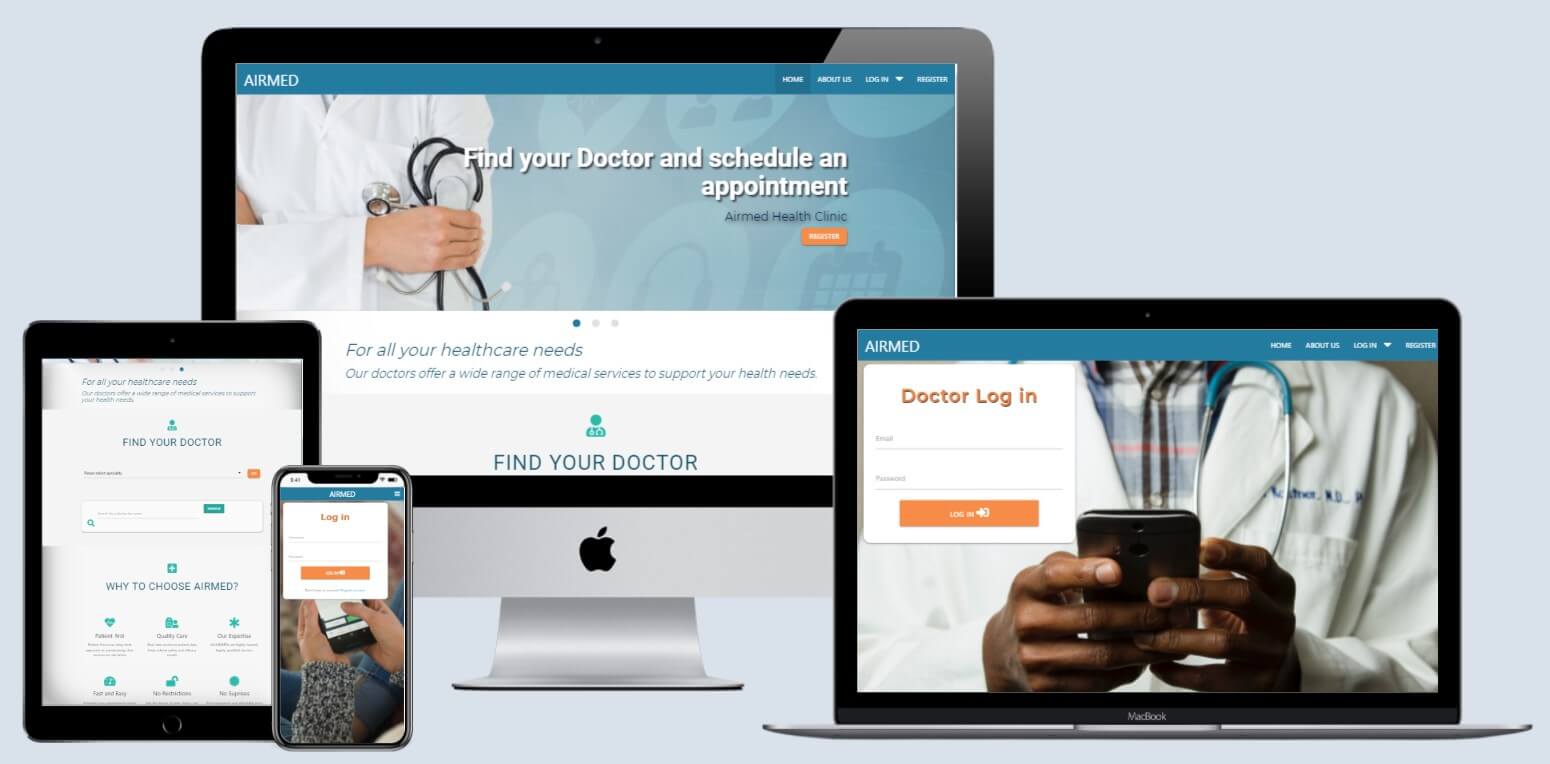 AIRMED
HOME ABOUT US LOG IN REGISTER
Find your Doctor and schedule an
appointment
Airmed Health Clinic
REGISTER
For all your healthcare needs
Our doctors offer a wide range of medical services to support your health needs.
FIND YOUR DOCTOR
For all your healthcare needs
Our doctors offer a wide range of medical services to support
your health needs.
FIND YOUR DOCTOR
Please select speciality
WHY TO CHOOSE AIRMED?
Patient first Quality Care Our Expertise
Fast and Easy No Restrictions No Suprises
9:41
AIRMED
Log in
LOG IN
AIRMED
HOME ABOUT US LOG IN REGISTER
Doctor Log in
Email
Password
LOG IN
MacBook